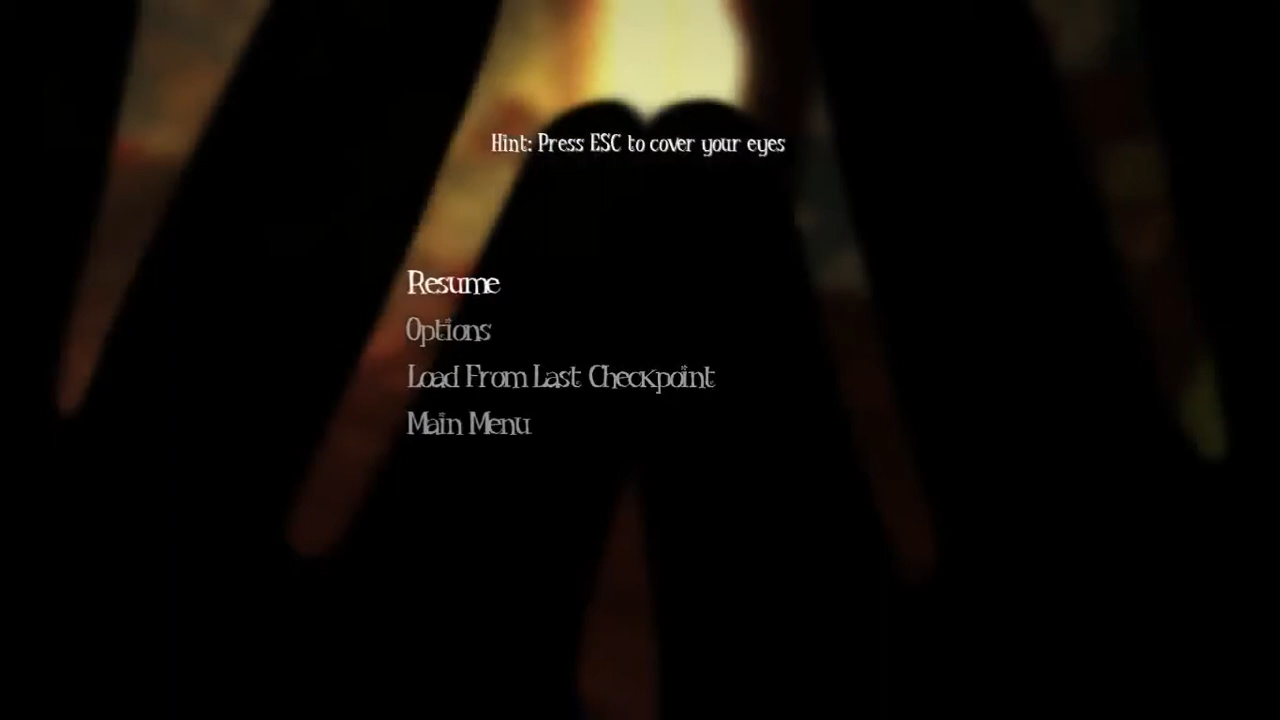 Hint: Press ESC to cover your eyes
Resume
Options
Load From Last Checkpoint
Main Menu